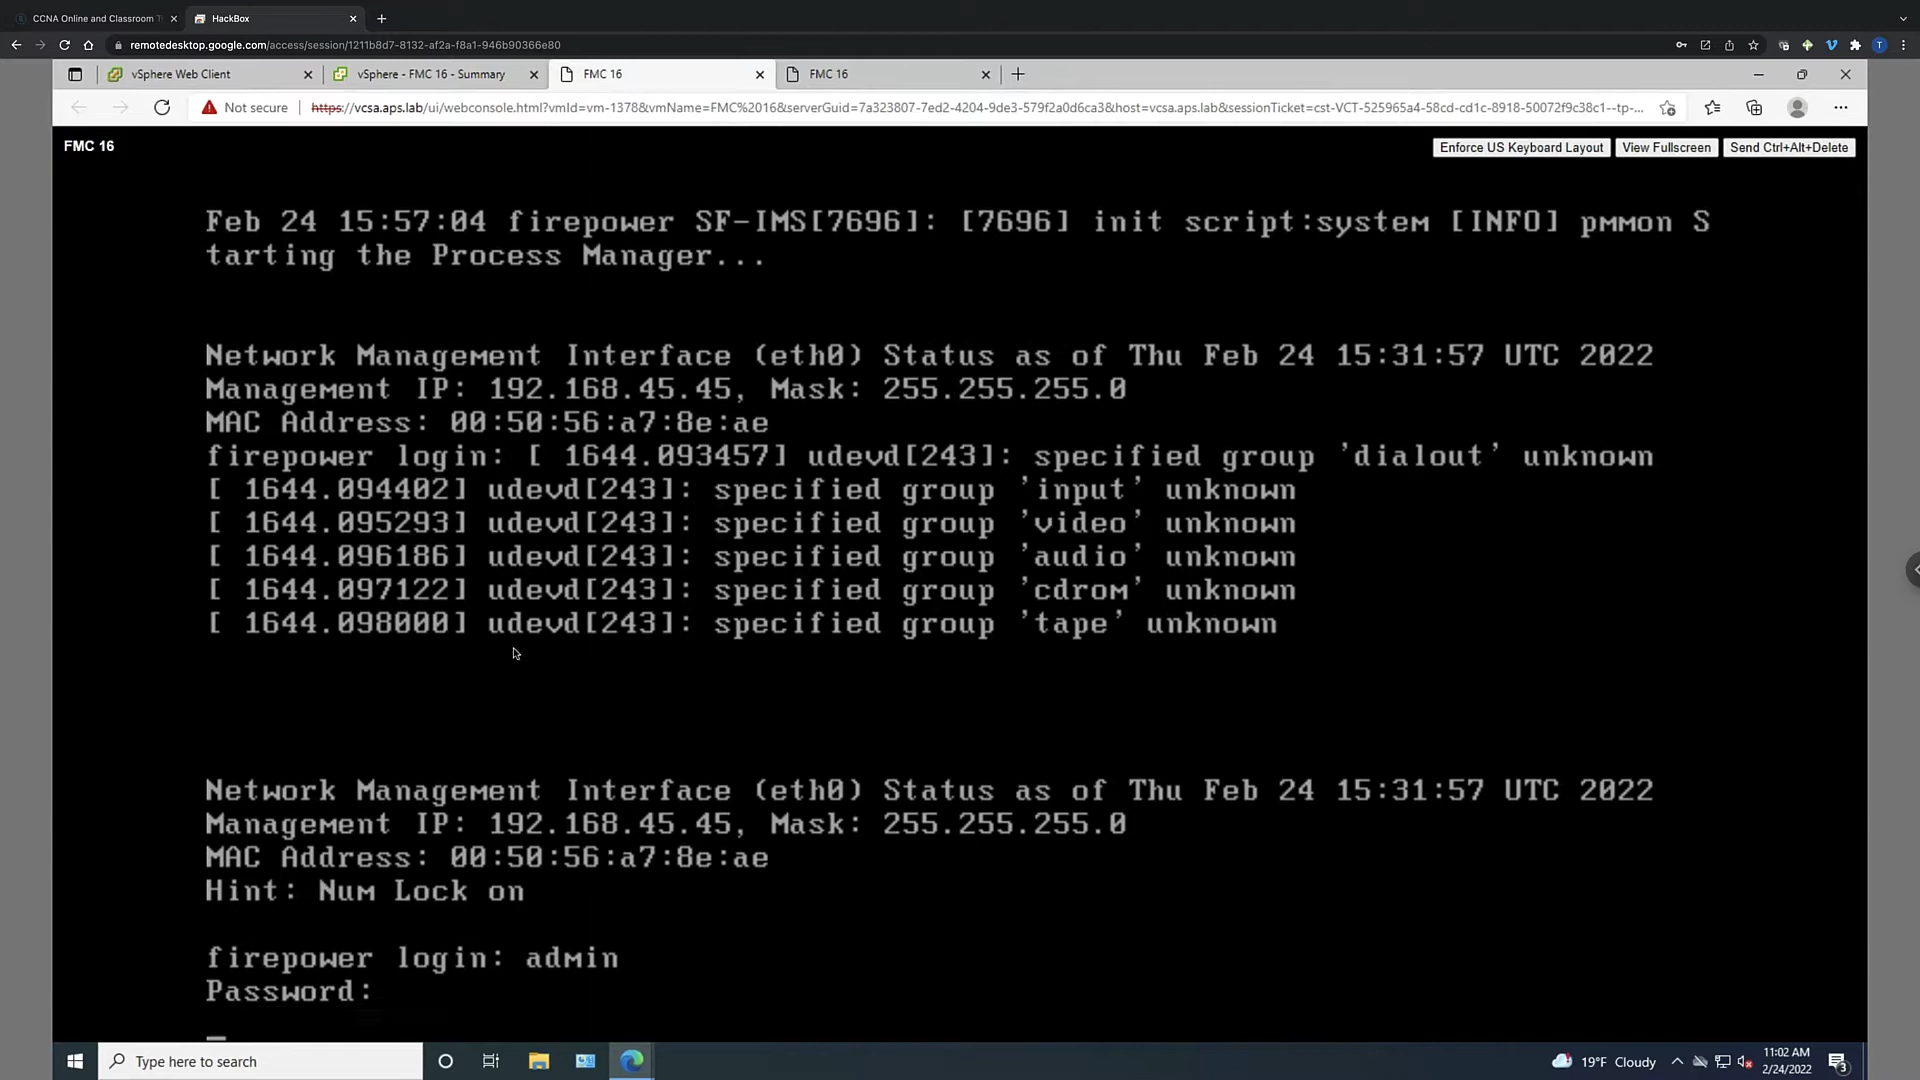 CCNA Online and Classroom T
HackBox
remotedesktop.google.com/access/session/1211b8d7-8132-af2a-f8a1-946b90366e80
vSphere Web Client
vSphere - FMC 16 - Summary
FMC 16
FMC 16
Not secure
https://vcsa.aps.lab/ui/webconsole.html?vmId=vm-1378&vmName=FMC%2016&serverGuid=7a323807-7ed2-4204-9de3-579f2a0d6ca3&host=vcsa.aps.lab&sessionTicket=cst-VCT-525965a4-58cd-cd1c-8918-50072f9c38c1--tp-...
FMC 16
Enforce US Keyboard Layout
View Fullscreen
Send Ctrl+Alt+Delete
Feb 24 15:57:04 firepower SF-IMS[7696]: [7696] init script:system [INFO] pmmon S
tarting the Process Manager...
Network Management Interface (eth0) Status as of Thu Feb 24 15:31:57 UTC 2022
Management IP: 192.168.45.45, Mask: 255.255.255.0
MAC Address: 00:50:56:a7:8e:ae
firepower login: [ 1644.093457] udevd[243]: specified group 'dialout' unknown
[ 1644.094402] udevd[243]: specified group 'input' unknown
[ 1644.095293] udevd[243]: specified group 'video' unknown
[ 1644.096186] udevd[243]: specified group 'audio' unknown
[ 1644.097122] udevd[243]: specified group 'cdrom' unknown
[ 1644.098000] udevd[243]: specified group 'tape' unknown
Network Management Interface (eth0) Status as of Thu Feb 24 15:31:57 UTC 2022
Management IP: 192.168.45.45, Mask: 255.255.255.0
MAC Address: 00:50:56:a7:8e:ae
Hint: Num Lock on
firepower login: admin
Password:
Type here to search
19°F Cloudy
11:02 AM
2/24/2022
3